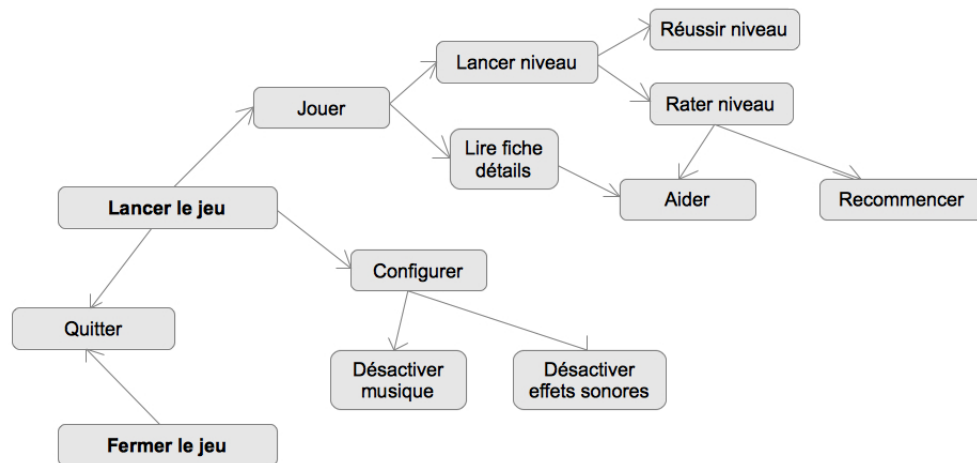 Réussir niveau
Lancer niveau
Jouer
Rater niveau
Lire fiche
détails
Lancer le jeu
Aider
Recommencer
Configurer
Quitter
Désactiver
musique
Désactiver
effets sonores
Fermer le jeu